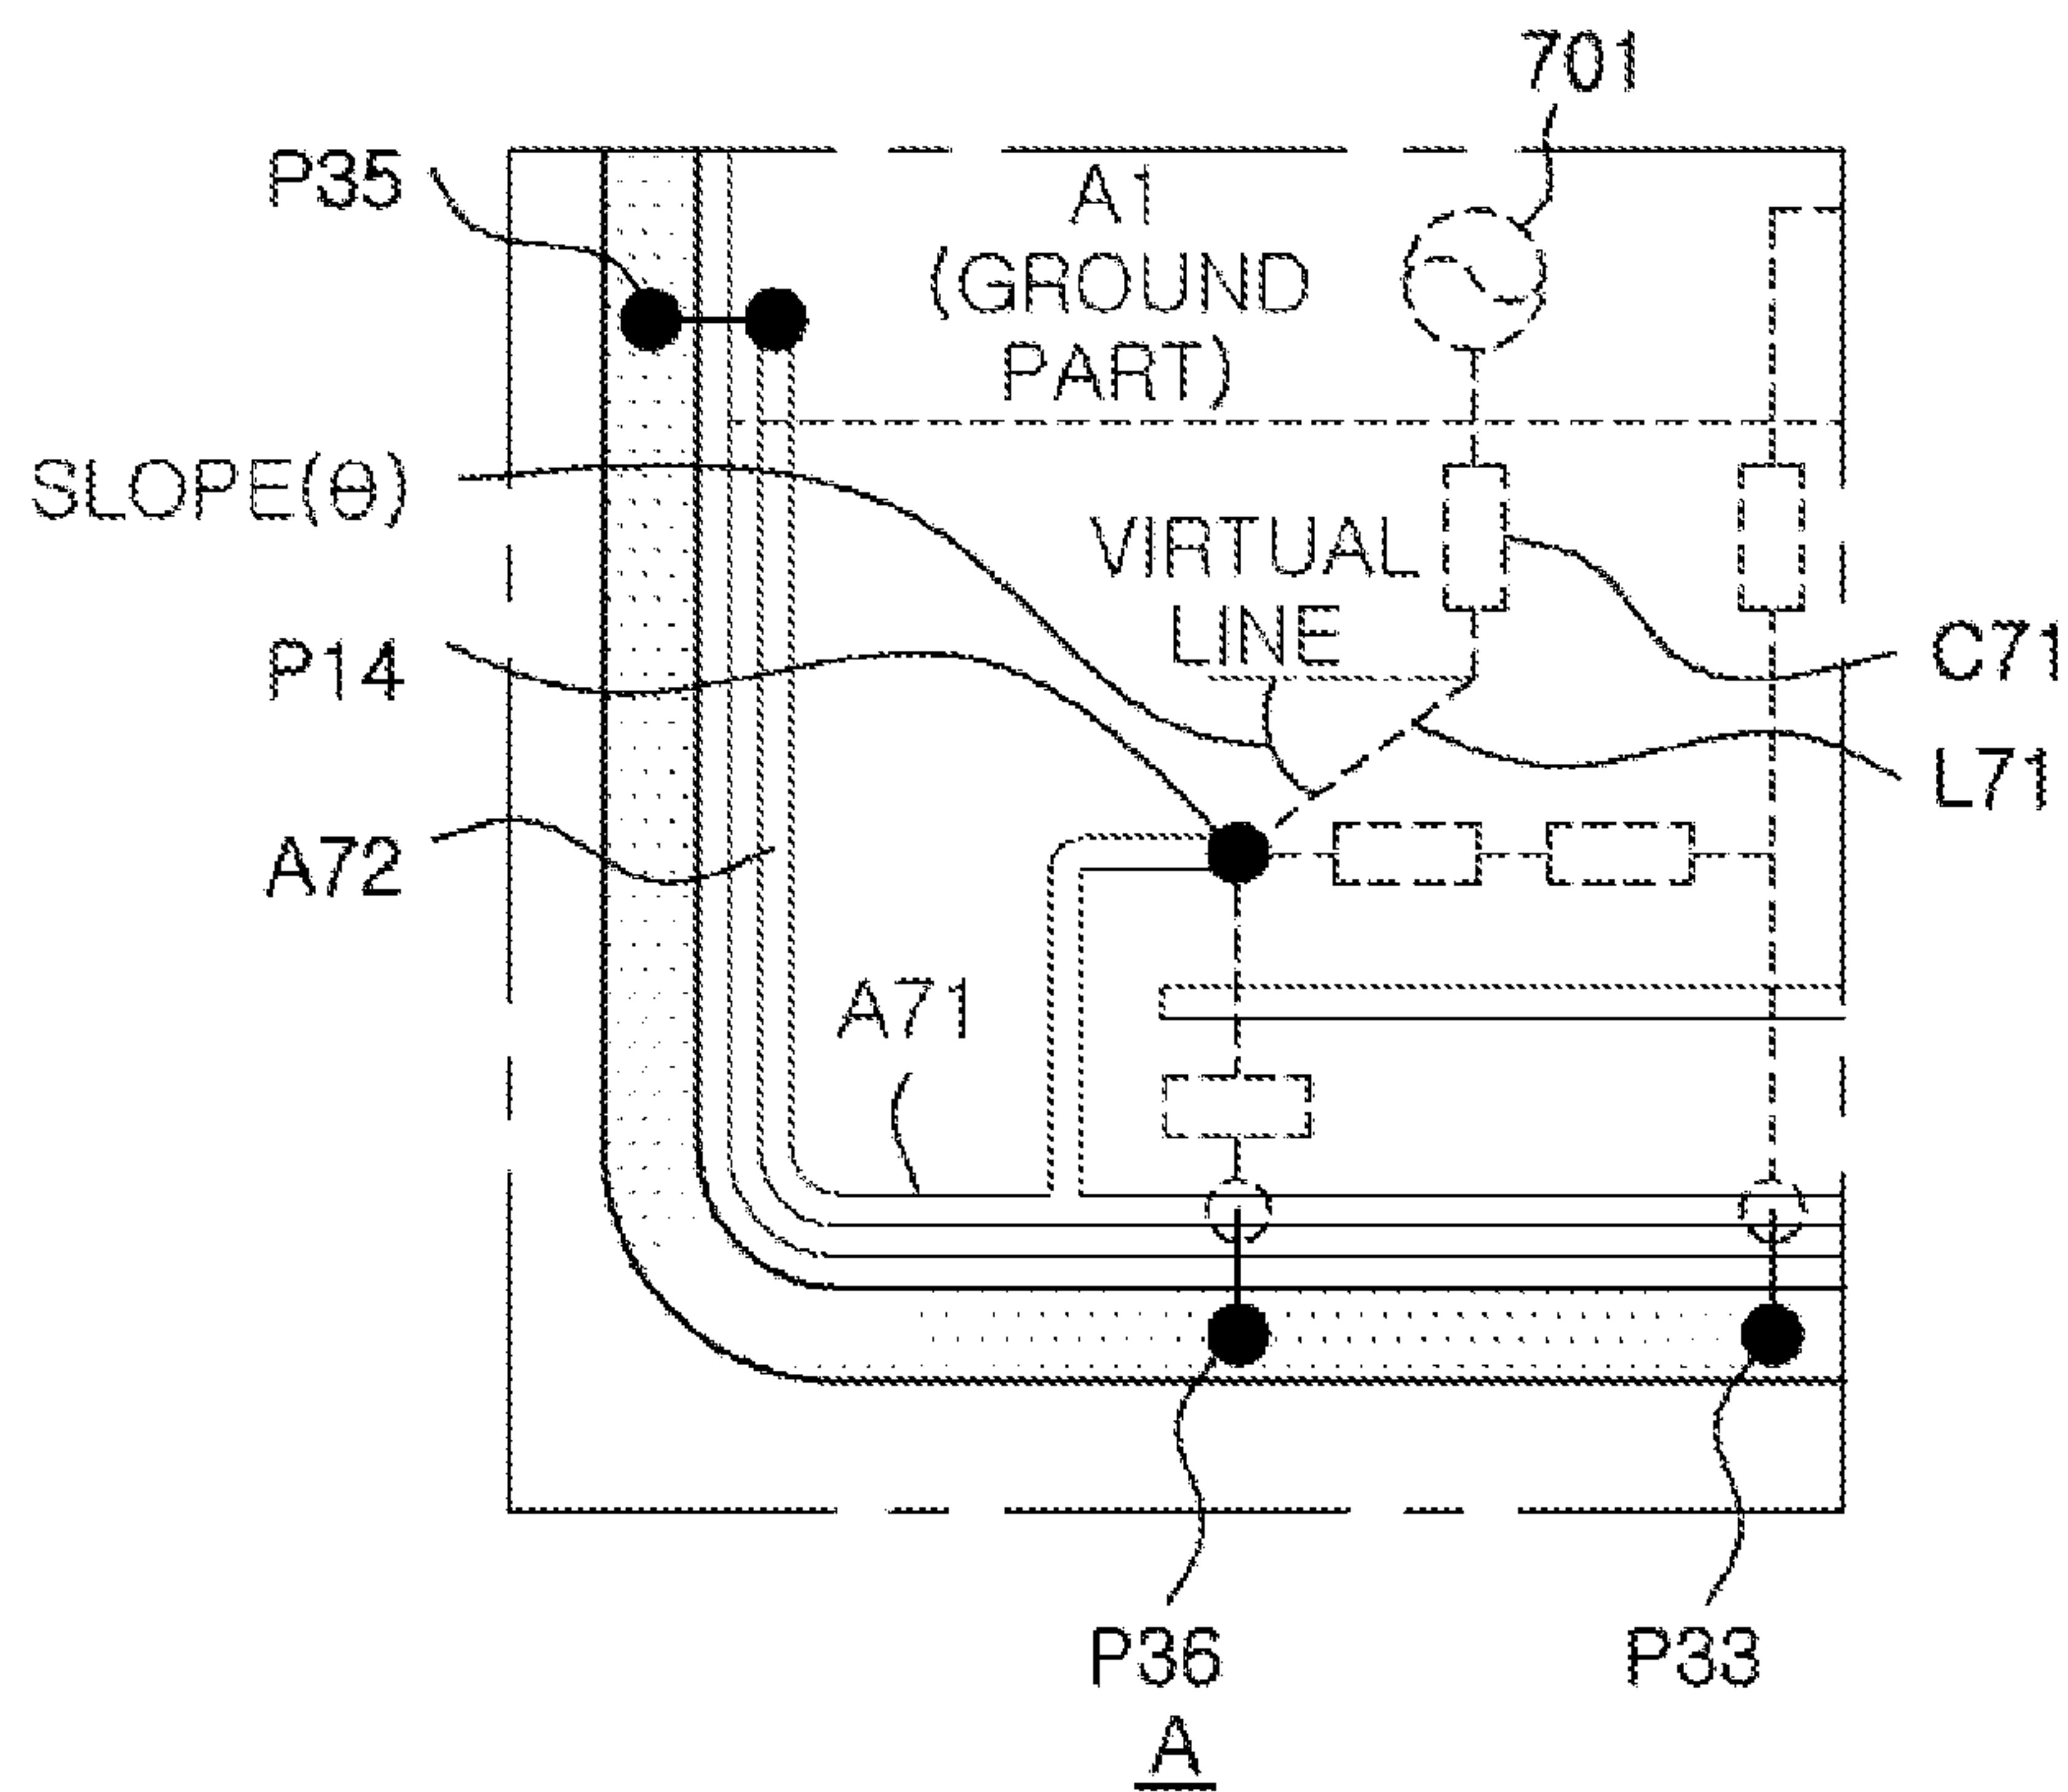 701
P35
A1
(GROUND
PART)
SLOPE(θ)
VIRTUAL
LINE
P14
C71
L71
A72
A71
P36
P33
A